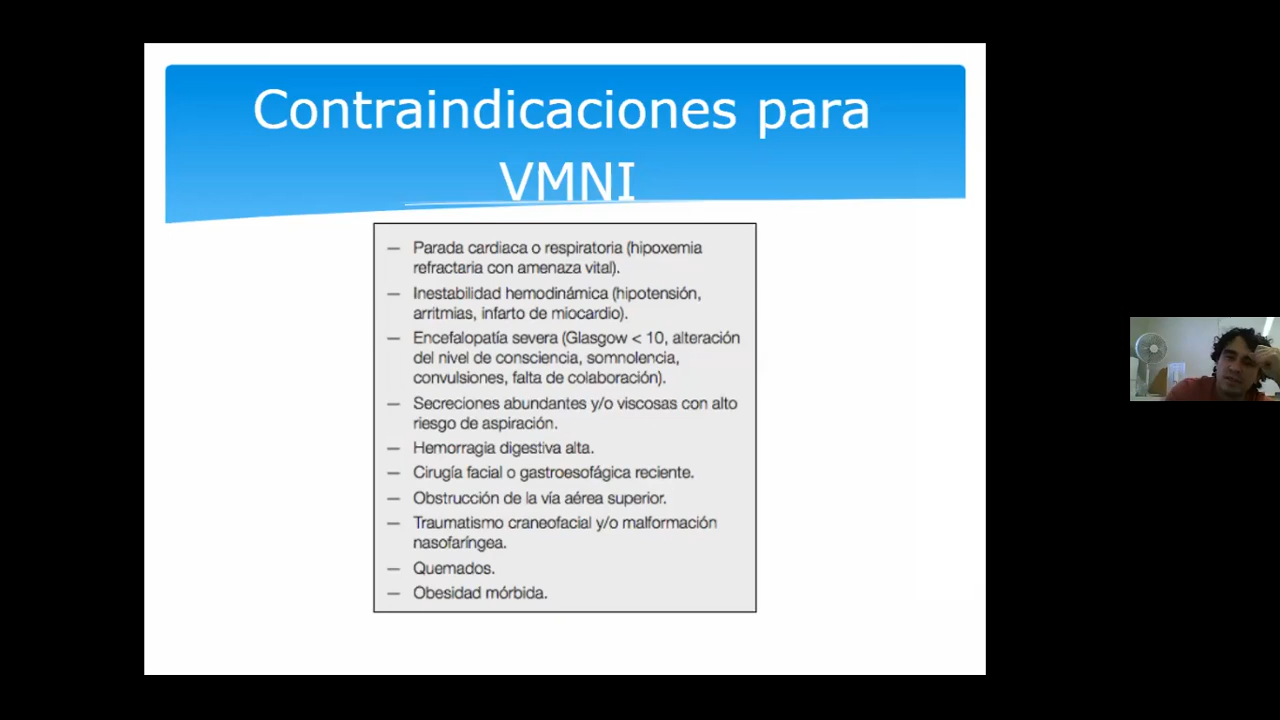 Contraindicaciones para
VMNI
— Parada cardiaca o respiratoria (hipoxemia
refractaria con amenaza vital).
— Inestabilidad hemodinámica (hipotensión,
arritmias, infarto de miocardio).
— Encefalopatía severa (Glasgow < 10, alteración
del nivel de consciencia, somnolencia,
convulsiones, falta de colaboración).
— Secreciones abundantes y/o viscosas con alto
riesgo de aspiración.
— Hemorragia digestiva alta.
— Cirugía facial o gastroesofágica reciente.
— Obstrucción de la vía aérea superior.
— Traumatismo craneofacial y/o malformación
nasofaríngea.
— Quemados.
— Obesidad mórbida.